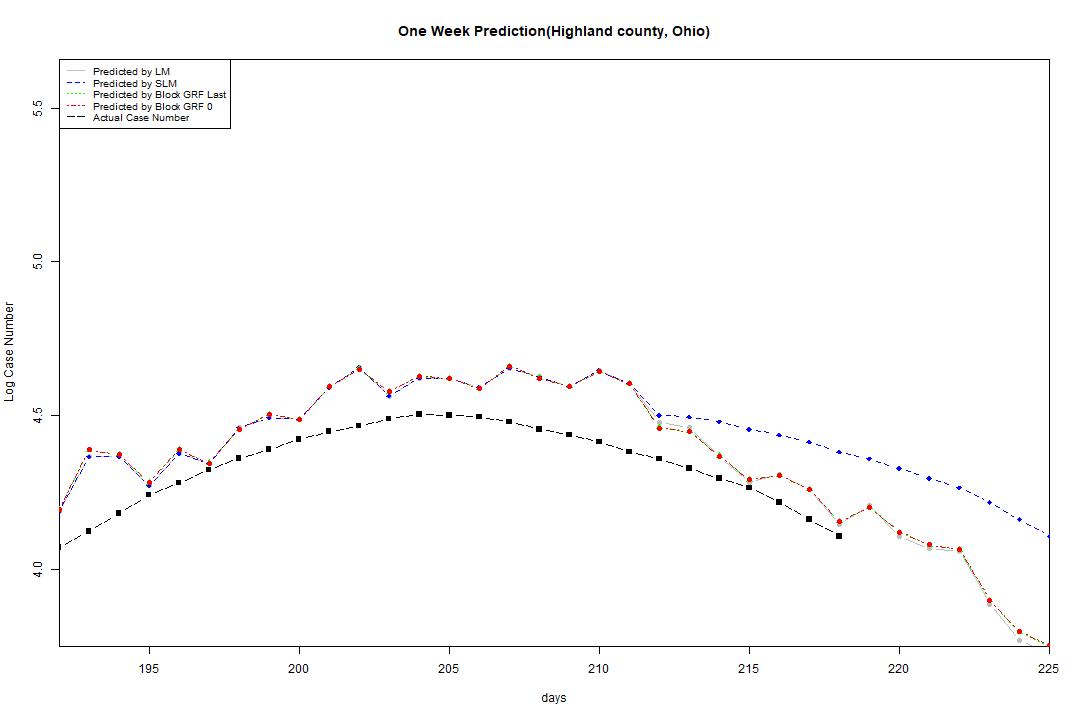 One Week Prediction(Highland county, Ohio)
Predicted by LM
Predicted by SLM
Predicted by Block GRF Last
Predicted by Block GRF 0
Actual Case Number
5.5
5.0
4.5
4.0
Log Case Number
195 200 205 210 215 220 225
days